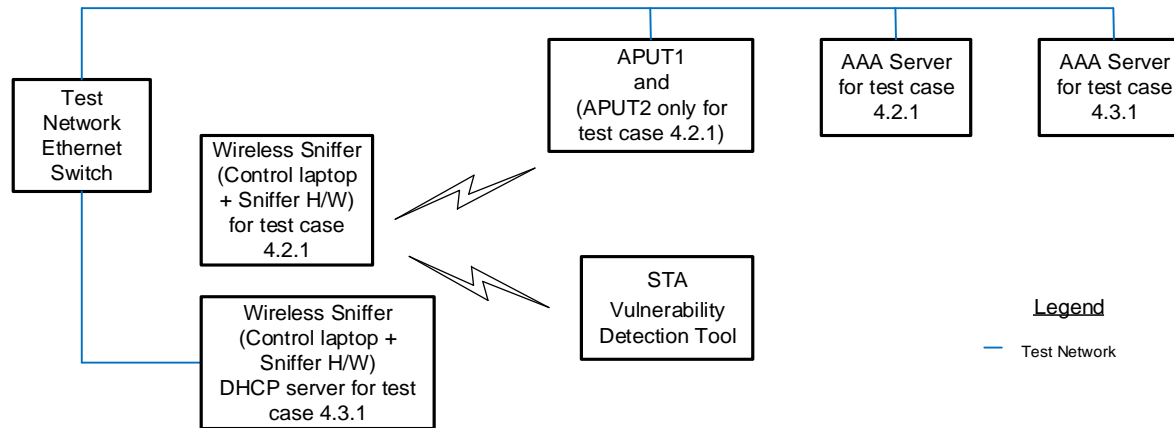 Test
Network
Ethernet
Switch
Wireless Sniffer
(Control laptop
+ Sniffer H/W)
for test case
4.2.1
Wireless Sniffer
(Control laptop +
Sniffer H/W)
DHCP server for test
case 4.3.1
APUT1
and
(APUT2 only for
test case 4.2.1)
STA
Vulnerability
Detection Tool
AAA Server
for test case
4.2.1
AAA Server
for test case
4.3.1
Legend
Test Network